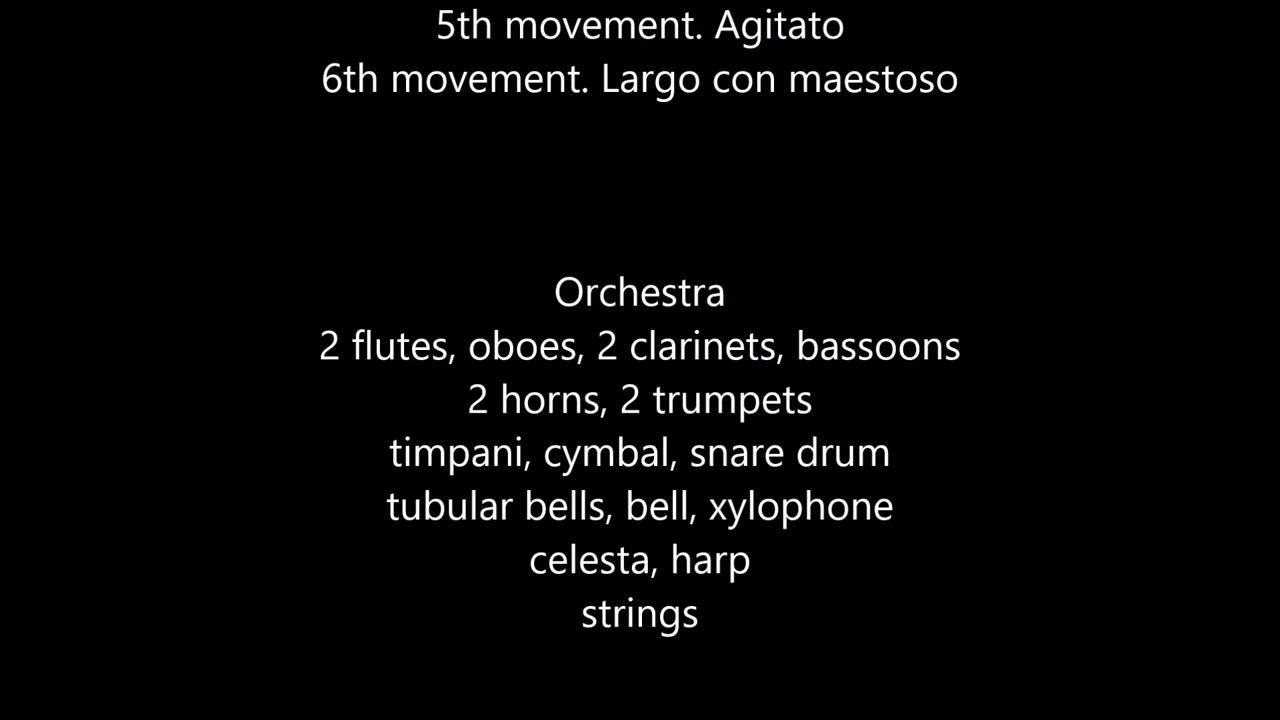 5th movement. Agitato
6th movement. Largo con maestoso
Orchestra
2 flutes, oboes, 2 clarinets, bassoons
2 horns, 2 trumpets
timpani, cymbal, snare drum
tubular bells, bell, xylophone
celesta, harp
strings